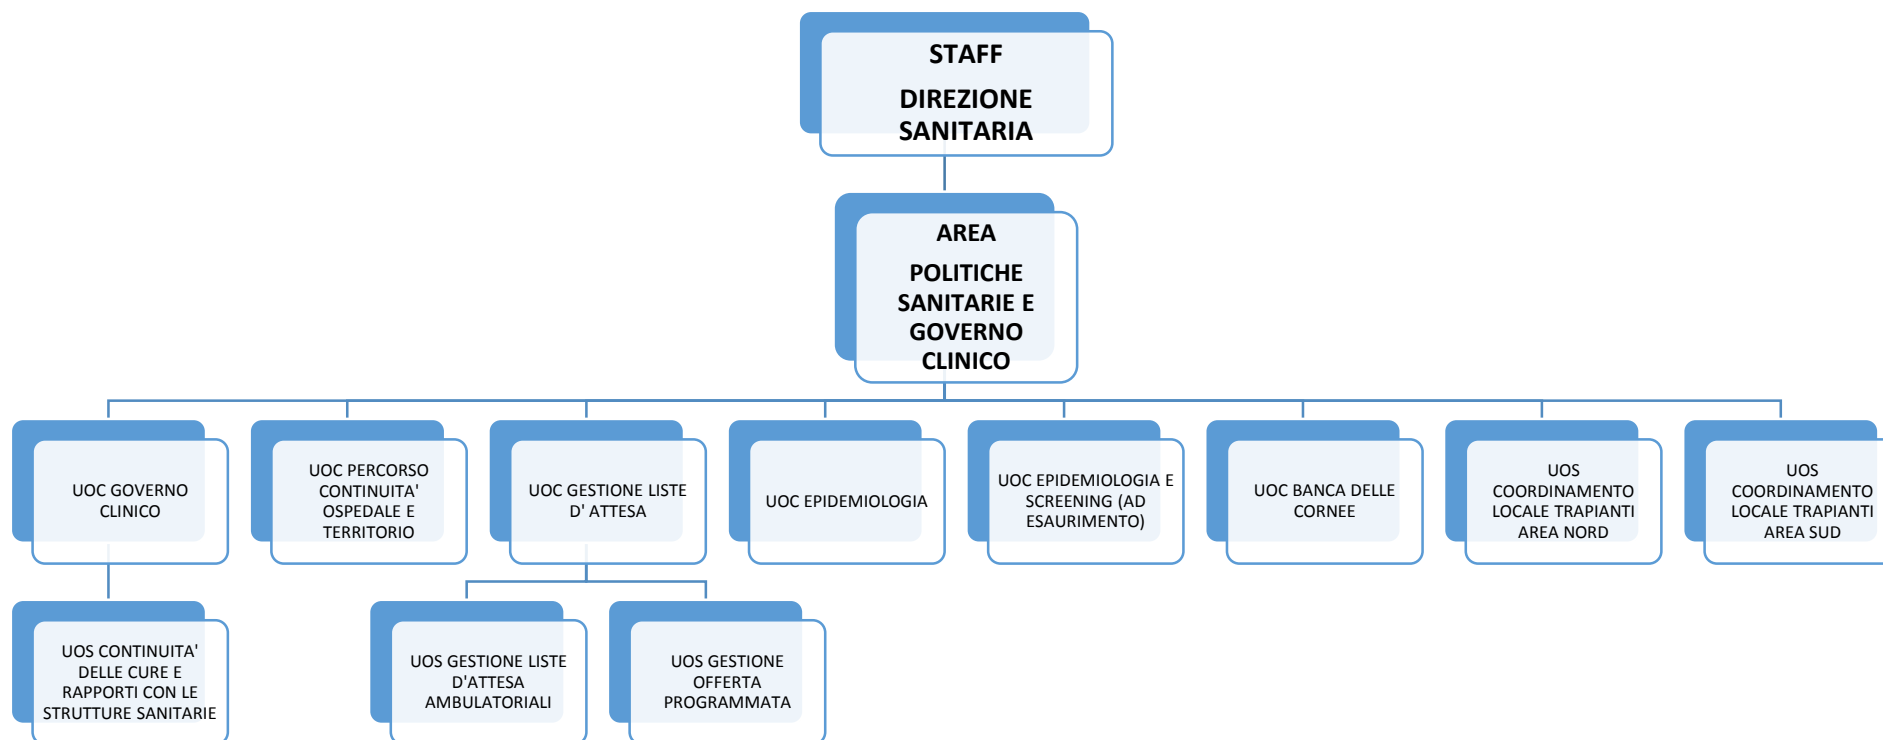 STAFF
DIREZIONE
SANITARIA
AREA
POLITICHE
SANITARIE E
GOVERNO
CLINICO
UOC GOVERNO
CLINICO
UOC PERCORSO
CONTINUITA'
OSPEDALE E
TERRITORIO
UOC GESTIONE LISTE
D' ATTESA
UOC EPIDEMIOLOGIA
UOC EPIDEMIOLOGIA E
SCREENING (AD
ESAURIMENTO)
UOC BANCA DELLE
CORNEE
UOS
COORDINAMENTO
LOCALE TRAPIANTI
AREA NORD
UOS
COORDINAMENTO
LOCALE TRAPIANTI
AREA SUD
UOS CONTINUITA'
DELLE CURE E
RAPPORTI CON LE
STRUTTURE SANITARIE
UOS GESTIONE LISTE
D'ATTESA
AMBULATORIALI
UOS GESTIONE
OFFERTA
PROGRAMMATA